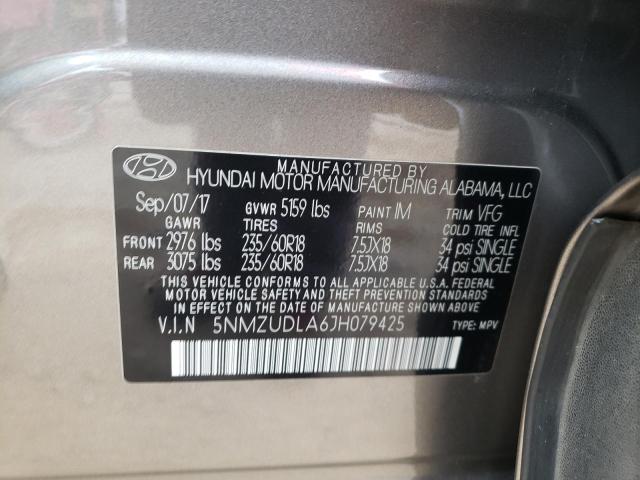 MANUFACTURED BY
HYUNDAI MOTOR MANUFACTURING ALABAMA, LLC
Sep/07/17 GVWR 5159 lbs PAINT IM TRIM VFG
GAWR TIRES RIMS COLD TIRE INFL
FRONT 2976 lbs 235/60R18 7.5JX18 34 psi SINGLE
REAR 3075 lbs 235/60R18 7.5JX18 34 psi SINGLE
THIS VEHICLE CONFORMS TO ALL APPLICABLE U.S.A. FEDERAL
MOTOR VEHICLE SAFETY AND THEFT PREVENTION STANDARDS
IN EFFECT ON THE DATE OF MANUFACTURE SHOWN ABOVE.
V.I.N 5NMZUDLA6JH079425 TYPE: MPV